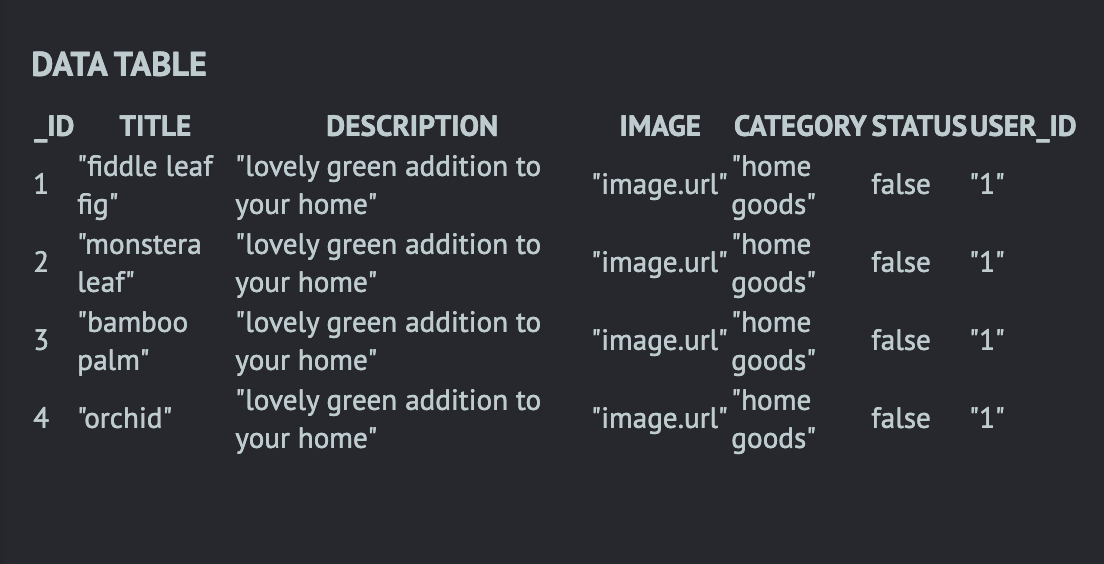 DATA TABLE
_ID TITLE DESCRIPTION IMAGE CATEGORY STATUS USER_ID
1 "fiddle leaf fig" "lovely green addition to your home" "image.url" "home goods" false "1"
2 "monstera leaf" "lovely green addition to your home" "image.url" "home goods" false "1"
3 "bamboo palm" "lovely green addition to your home" "image.url" "home goods" false "1"
4 "orchid" "lovely green addition to your home" "image.url" "home goods" false "1"